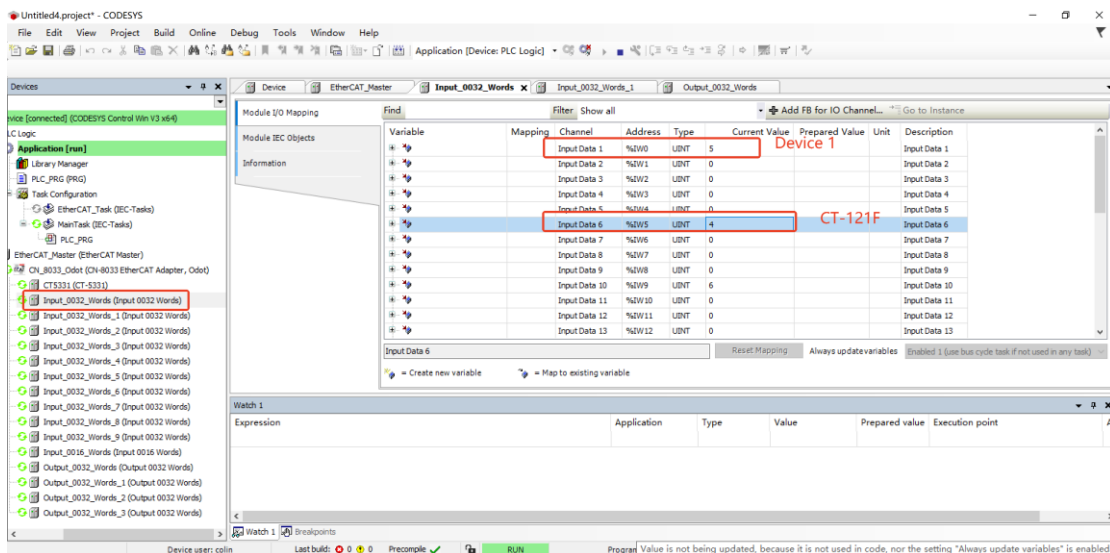 Untitled4.project* - CODESYS
File Edit View Project Build Online Debug Tools Window Help
Application [Device: PLC Logic]
Devices
Device EtherCAT_Master Input_0032_Words Input_0032_Words_1 Output_0032_Words
evice [connected] (CODESYS Control Win V3 x64)
LC Logic
Application [run]
Library Manager
PLC_PRG (PRG)
Task Configuration
EtherCAT_Task (IEC-Tasks)
MainTask (IEC-Tasks)
PLC_PRG
EtherCAT_Master (EtherCAT Master)
CN_8033_Odot (CN-8033 EtherCAT Adapter, Odot)
CT5331 (CT-5331)
Input_0032_Words (Input 0032 Words)
Input_0032_Words_1 (Input 0032 Words)
Input_0032_Words_2 (Input 0032 Words)
Input_0032_Words_3 (Input 0032 Words)
Input_0032_Words_4 (Input 0032 Words)
Input_0032_Words_5 (Input 0032 Words)
Input_0032_Words_6 (Input 0032 Words)
Input_0032_Words_7 (Input 0032 Words)
Input_0032_Words_8 (Input 0032 Words)
Input_0032_Words_9 (Input 0032 Words)
Input_0016_Words (Input 0016 Words)
Output_0032_Words (Output 0032 Words)
Output_0032_Words_1 (Output 0032 Words)
Output_0032_Words_2 (Output 0032 Words)
Output_0032_Words_3 (Output 0032 Words)
Module I/O Mapping
Module IEC Objects
Information
Find Filter Show all Add FB for IO Channel... Go to Instance
Variable Mapping Channel Address Type Current Value Prepared Value Unit Description
Input Data 1 %IW0 UINT 5 Device 1 Input Data 1
Input Data 2 %IW1 UINT 0 Input Data 2
Input Data 3 %IW2 UINT 0 Input Data 3
Input Data 4 %IW3 UINT 0 Input Data 4
Input Data 5 %IW4 UINT 0 Input Data 5
Input Data 6 %IW5 UINT 4 CT-121F Input Data 6
Input Data 7 %IW6 UINT 0 Input Data 7
Input Data 8 %IW7 UINT 0 Input Data 8
Input Data 9 %IW8 UINT 0 Input Data 9
Input Data 10 %IW9 UINT 6 Input Data 10
Input Data 11 %IW10 UINT 0 Input Data 11
Input Data 12 %IW11 UINT 0 Input Data 12
Input Data 13 %IW12 UINT 0 Input Data 13
Input Data 6 Reset Mapping Always update variables Enabled 1 (use bus cycle task if not used in any task)
= Create new variable = Map to existing variable
Watch 1
Expression Application Type Value Prepared value Execution point
Watch 1 Breakpoints
Device user: colin Last build: 0 0 Precompile RUN Program Value is not being updated, because it is not used in code, nor the setting "Always update variables" is enabled